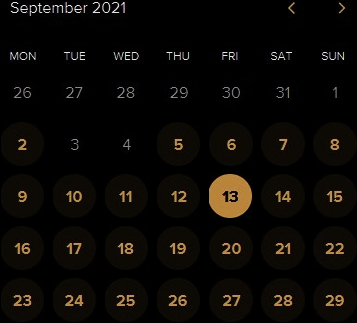 September 2021
MON TUE WED THU FRI SAT SUN
26 27 28 29 30 31 1
2 3 4 5 6 7 8
9 10 11 12 13 14 15
16 17 18 19 20 21 22
23 24 25 26 27 28 29